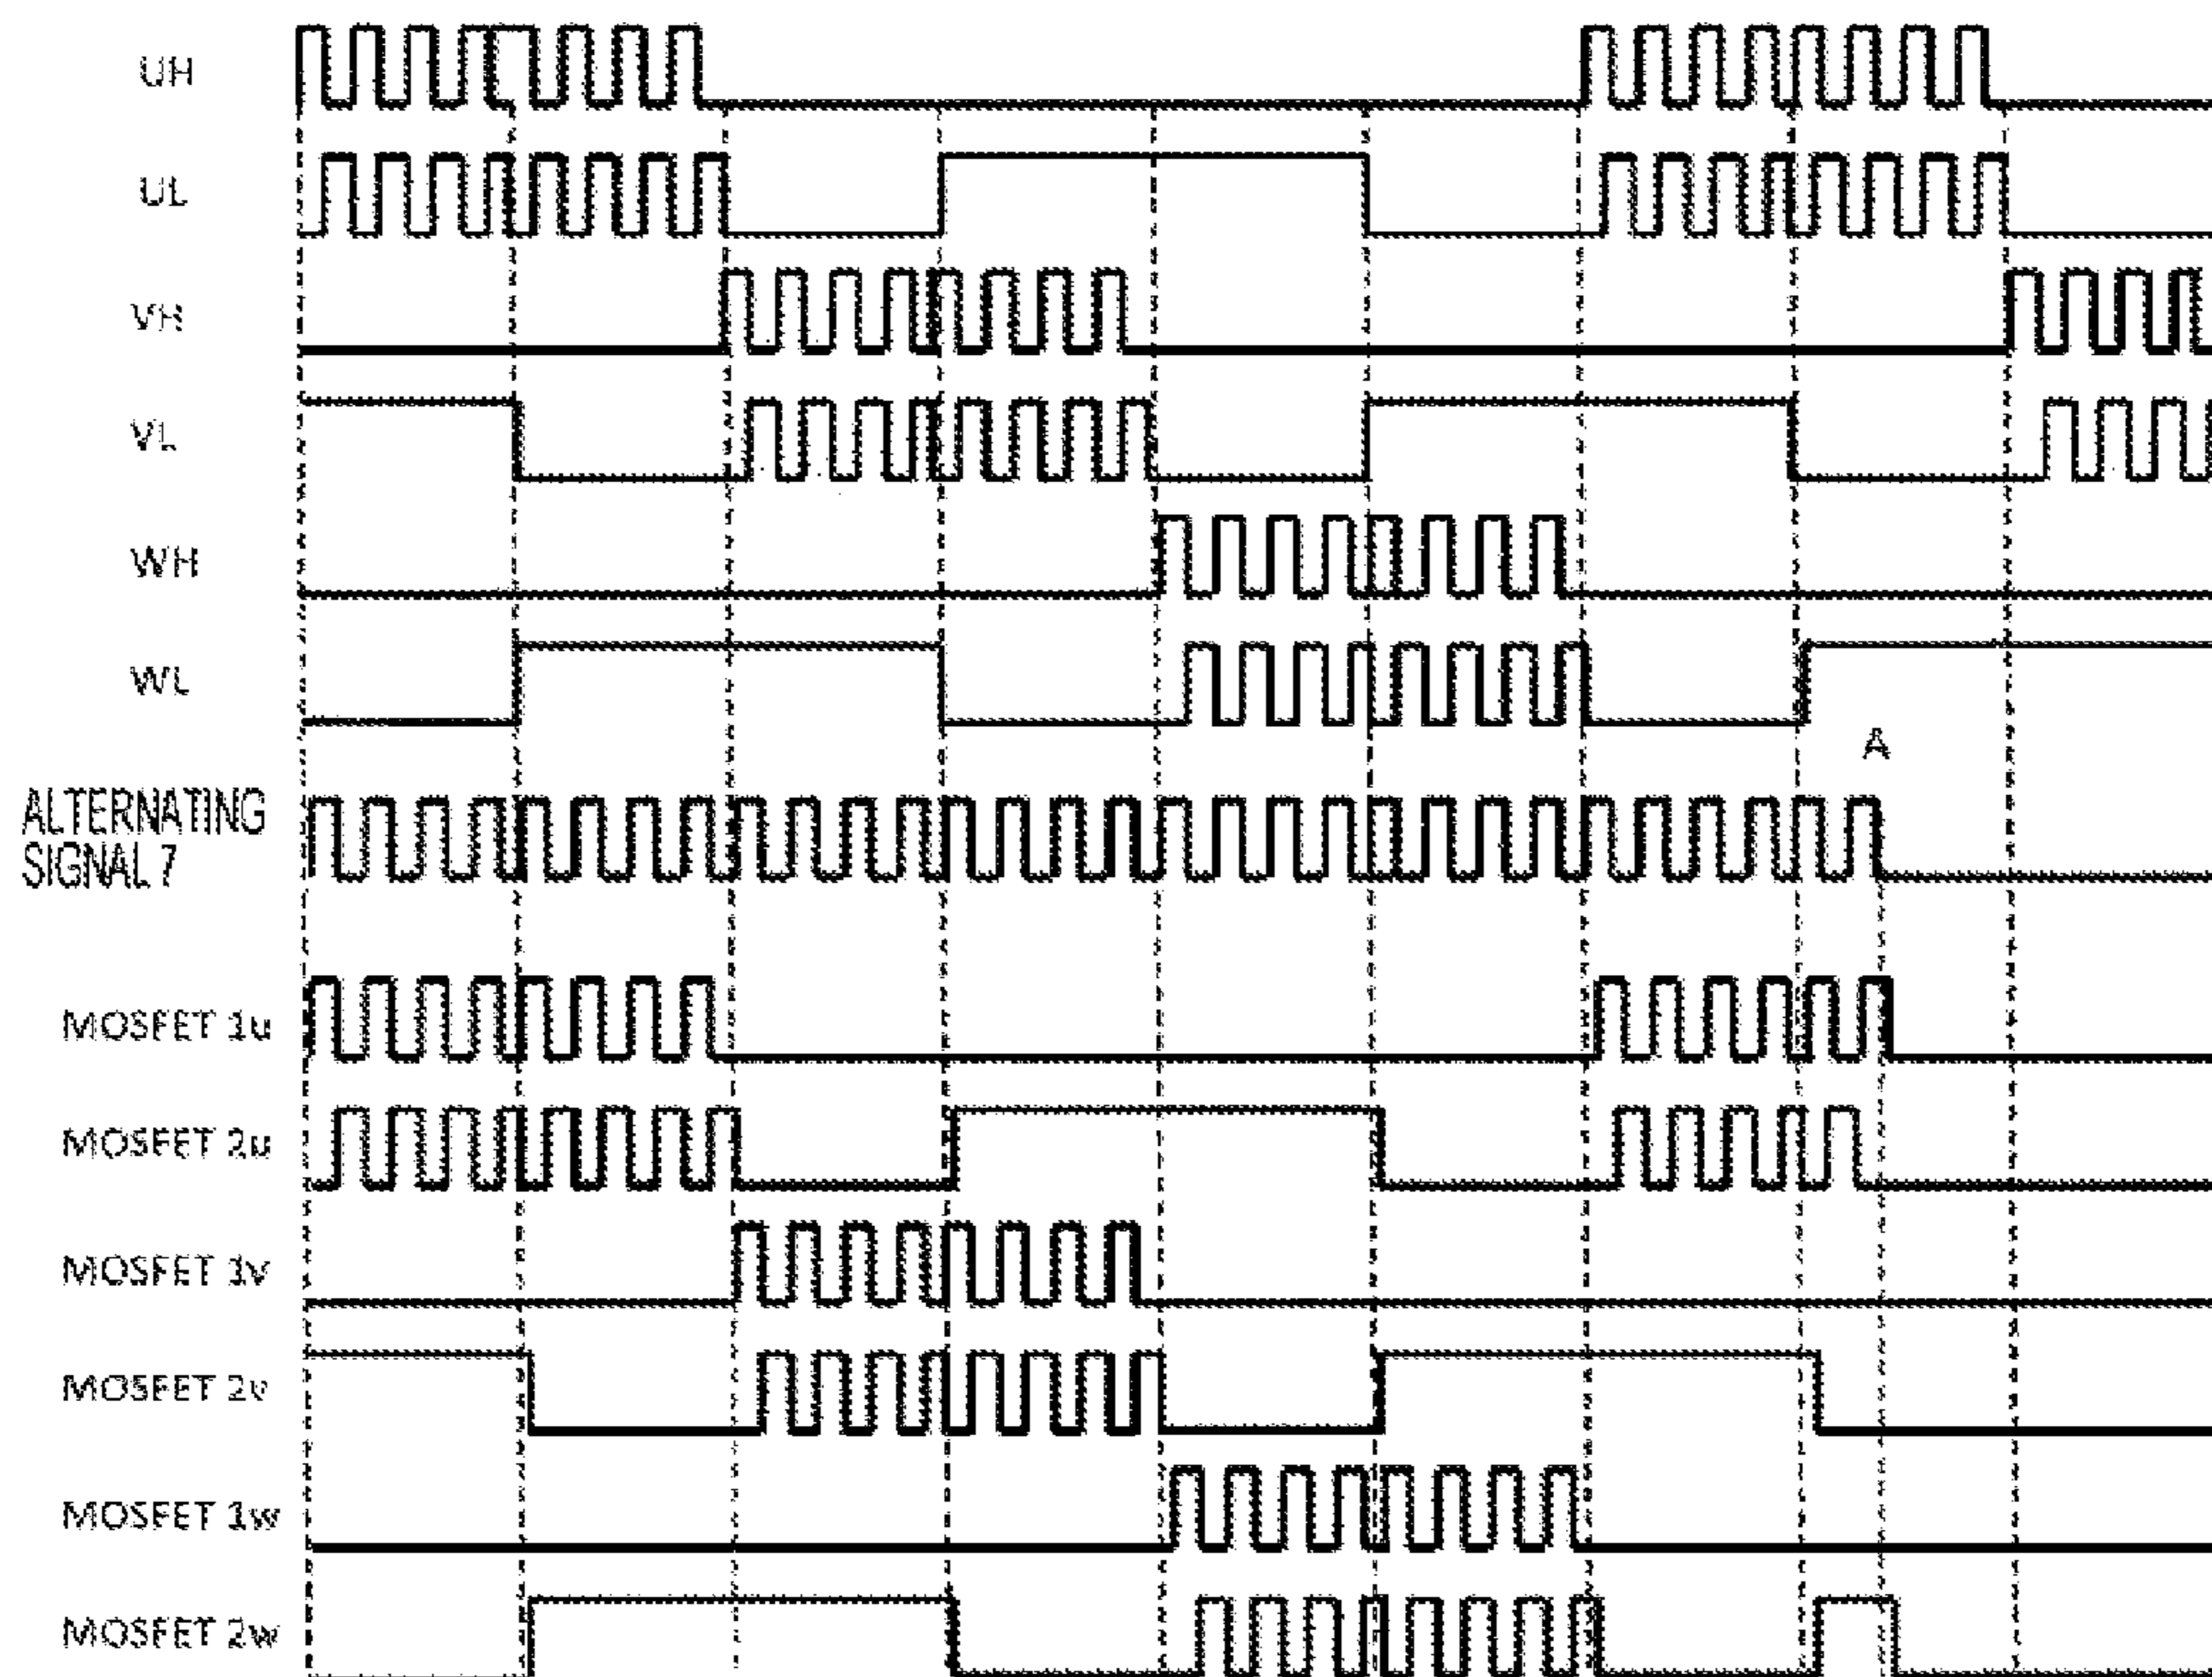 UH
UL
VH
VL
WH
WL
A
ALTERNATING
SIGNAL 7
MOSFET 1u
MOSFET 2u
MOSFET 1v
MOSFET 2v
MOSFET 1w
MOSFET 2w